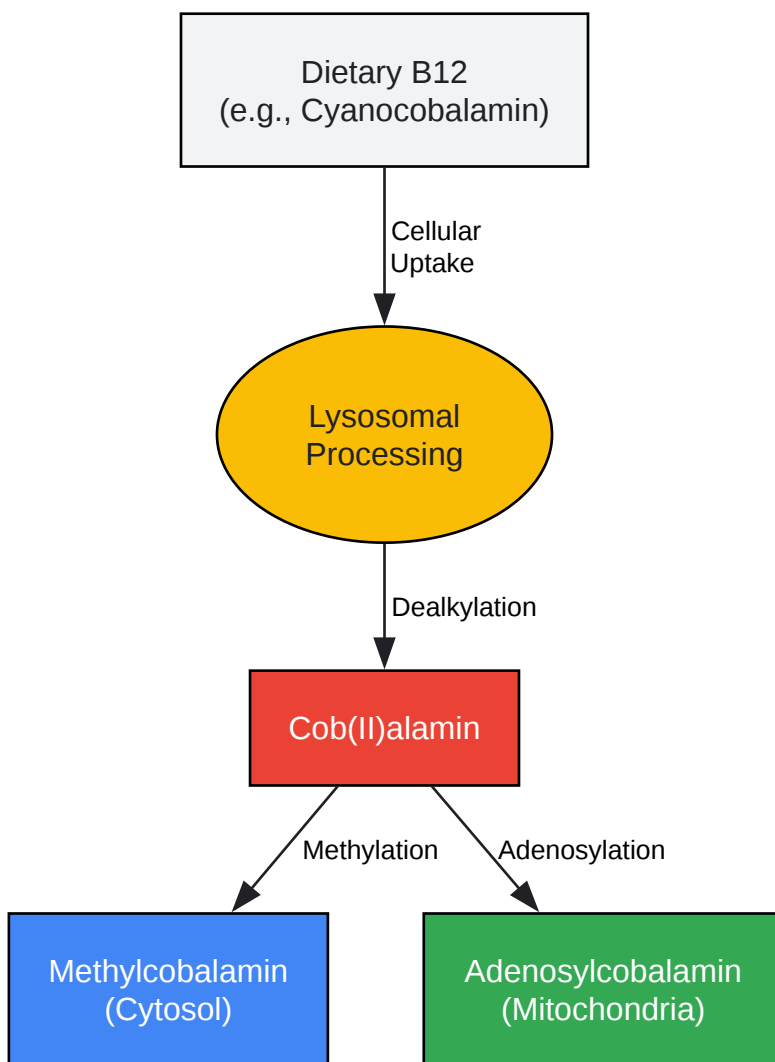 Dietary B12
(e.g., Cyanocobalamin)
Cellular
Uptake
Lysosomal
Processing
Dealkylation
Cob(II)alamin
Methylation
Adenosylation
Methylcobalamin
(Cytosol)
Adenosylcobalamin
(Mitochondria)